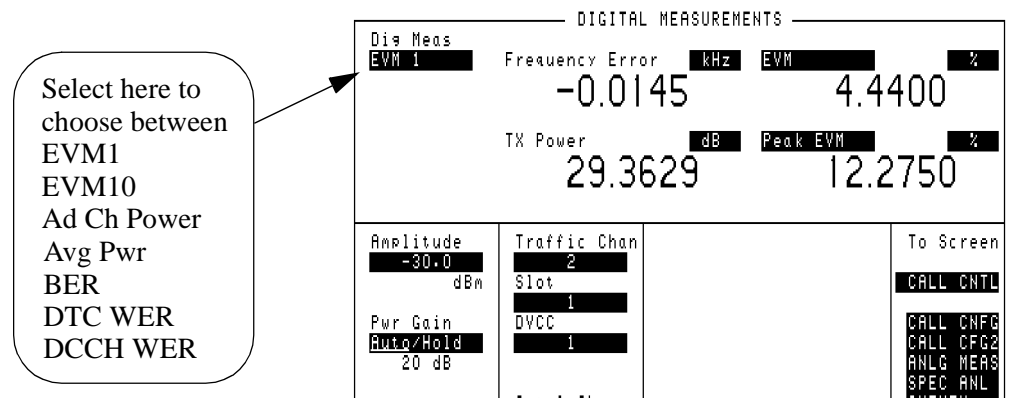 Select here to
choose between
EVM1
EVM10
Ad Ch Power
Avg Pwr
BER
DTC WER
DCCH WER
DIGITAL MEASUREMENTS
Dig Meas
EVM 1
Frequency Error kHz
-0.0145
EVM %
4.4400
TX Power dB
29.3629
Peak EVM %
12.2750
Amplitude
-30.0
dBm
Pwr Gain
Auto/Hold
20 dB
Traffic Chan
2
Slot
1
DVCC
1
To Screen
CALL CNTL
CALL CNFG
CALL CFG2
ANLG MEAS
SPEC ANL